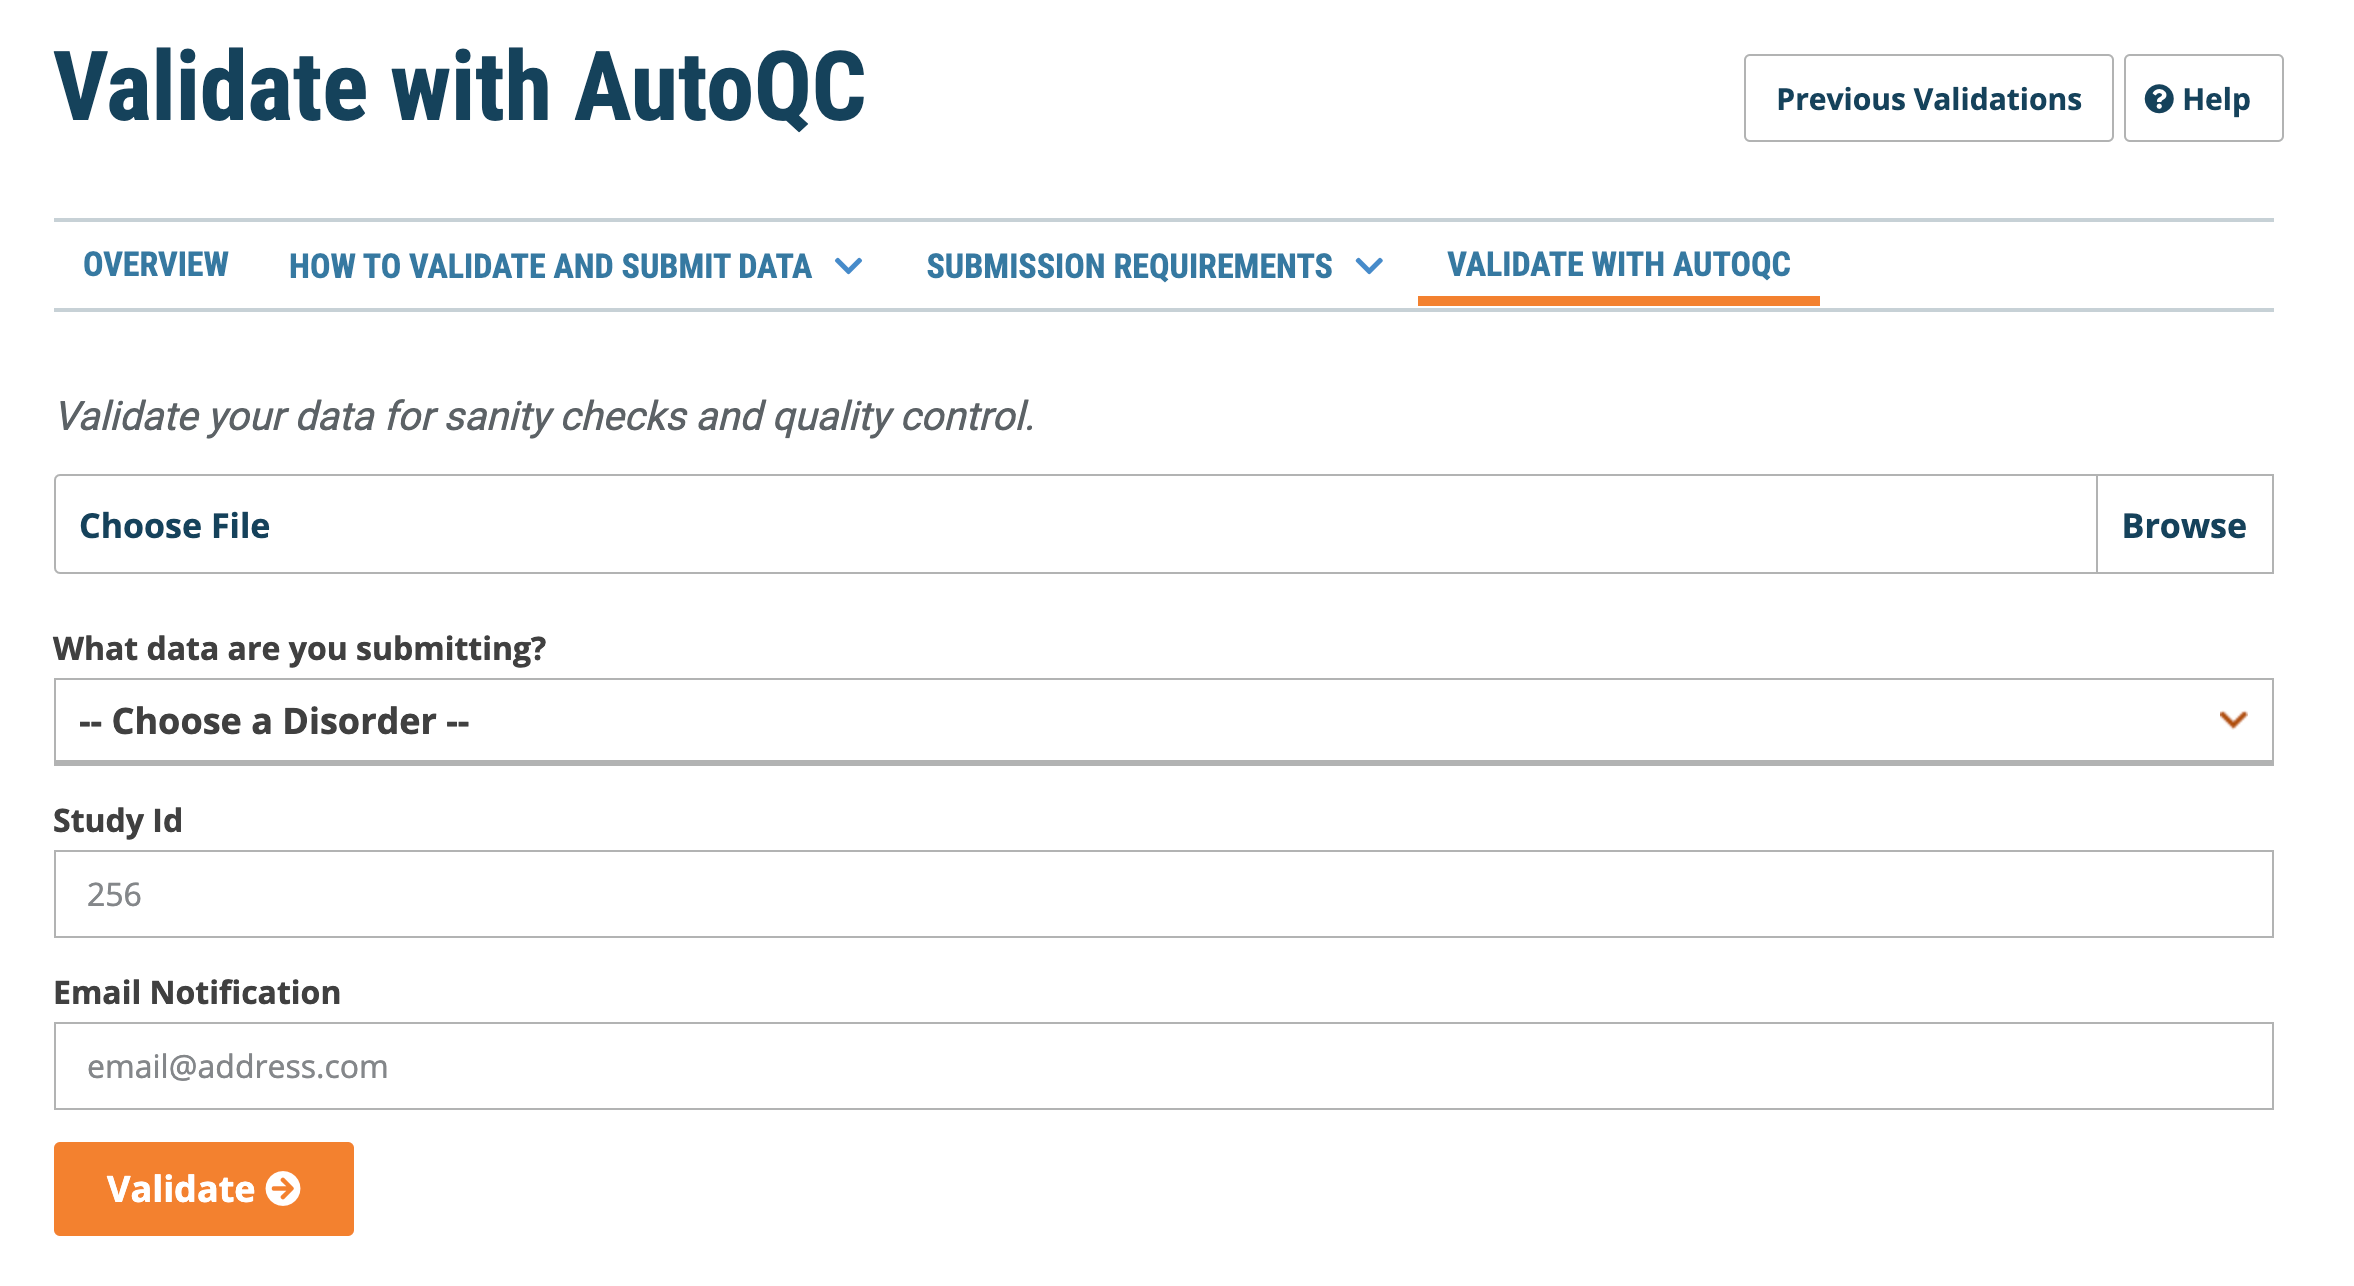 Validate with AutoQC
Previous Validations
Help
OVERVIEW
HOW TO VALIDATE AND SUBMIT DATA
SUBMISSION REQUIREMENTS
VALIDATE WITH AUTOQC
Validate your data for sanity checks and quality control.
Choose File
Browse
What data are you submitting?
-- Choose a Disorder --
Study Id
256
Email Notification
email@address.com
Validate